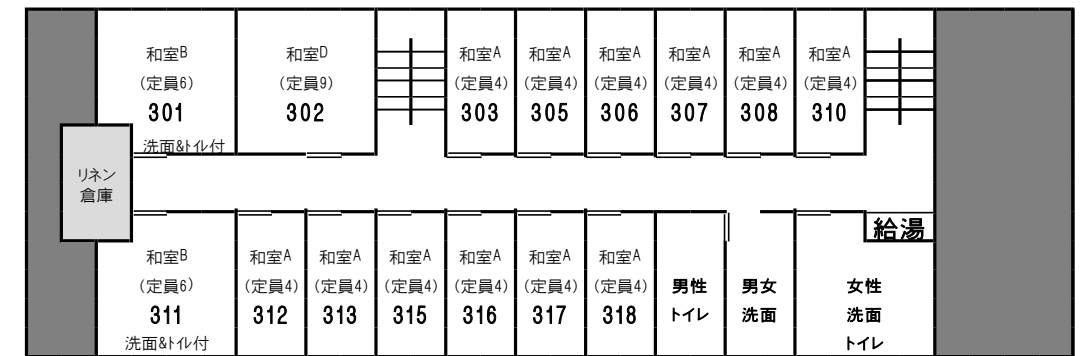 和室B
(定員6)
301
洗面&トイレ付
和室D
(定員9)
302
和室A
(定員4)
303
和室A
(定員4)
305
和室A
(定員4)
306
和室A
(定員4)
307
和室A
(定員4)
308
和室A
(定員4)
310
リネン
倉庫
給湯
和室B
(定員6)
311
洗面&トイレ付
和室A
(定員4)
312
和室A
(定員4)
313
和室A
(定員4)
315
和室A
(定員4)
316
和室A
(定員4)
317
和室A
(定員4)
318
男性
トイレ
男女
洗面
女性
洗面
トイレ